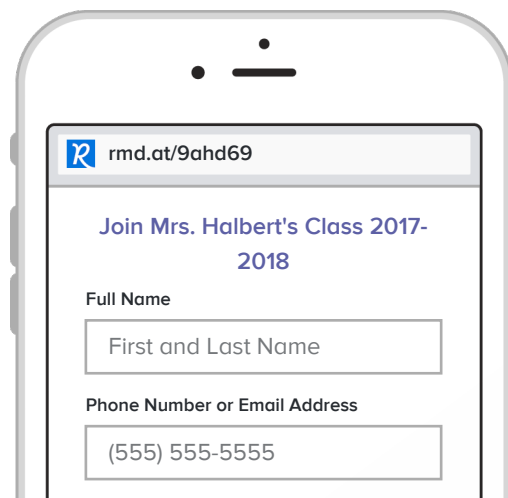 rmd.at/9ahd69
Join Mrs. Halbert's Class 2017-
2018
Full Name
First and Last Name
Phone Number or Email Address
(555) 555-5555